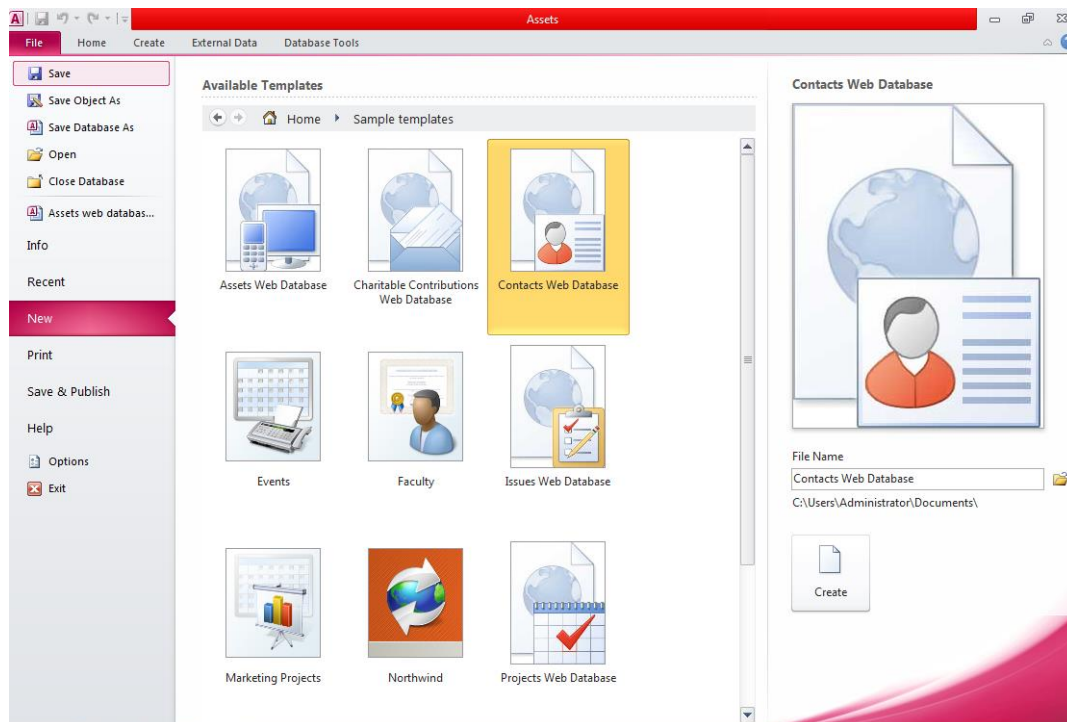 Assets
File Home Create External Data Database Tools
Save
Save Object As
Save Database As
Open
Close Database
Assets web databas...
Info
Recent
New
Print
Save & Publish
Help
Options
Exit
Available Templates
Home Sample templates
Assets Web Database
Charitable Contributions
Web Database
Contacts Web Database
Events
Faculty
Issues Web Database
Marketing Projects
Northwind
Projects Web Database
Contacts Web Database
File Name
Contacts Web Database
C:\Users\Administrator\Documents\
Create